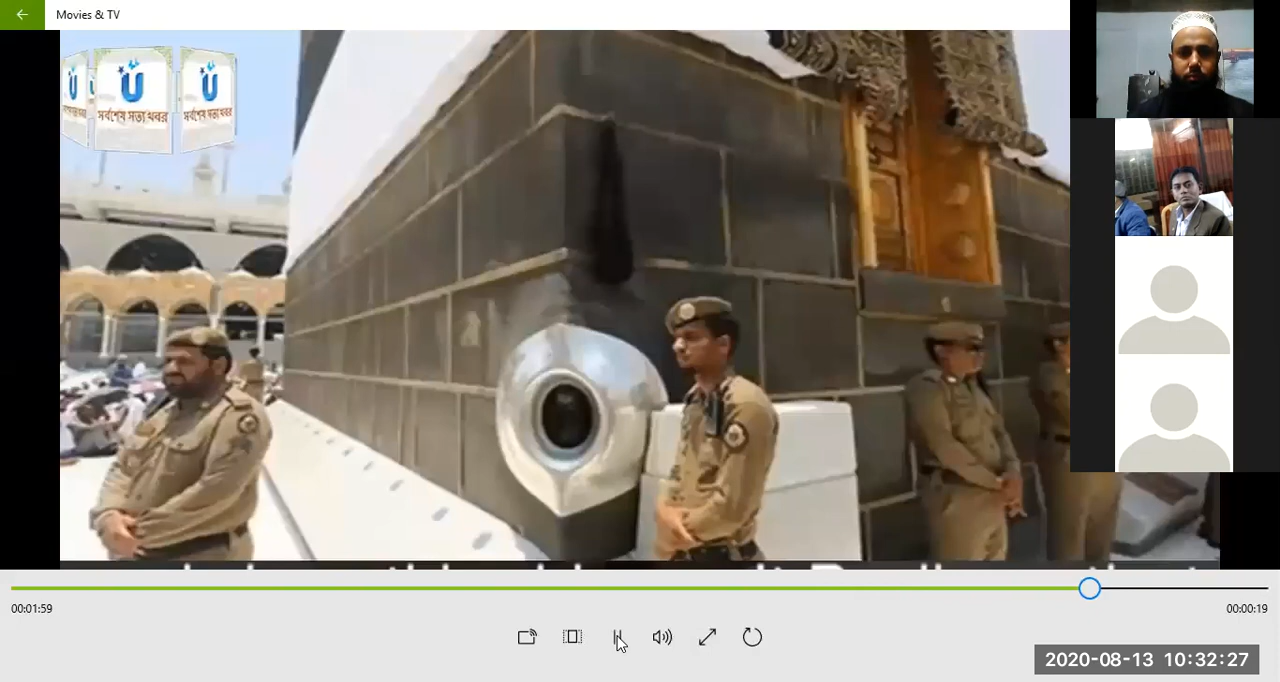 Movies & TV
সর্বশেষ সত্য খবর
সর্বশেষ সত্য খবর
00:01:59
00:00:19
2020-08-13 10:32:27